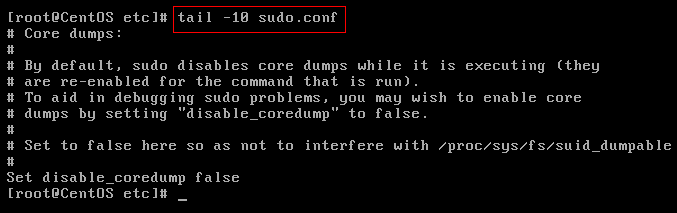 [root@CentOS etc]# tail -10 sudo.conf
# Core dumps:
#
# By default, sudo disables core dumps while it is executing (they
# are re-enabled for the command that is run).
# To aid in debugging sudo problems, you may wish to enable core
# dumps by setting "disable_coredump" to false.
#
# Set to false here so as not to interfere with /proc/sys/fs/suid_dumpable
#
Set disable_coredump false
[root@CentOS etc]# _